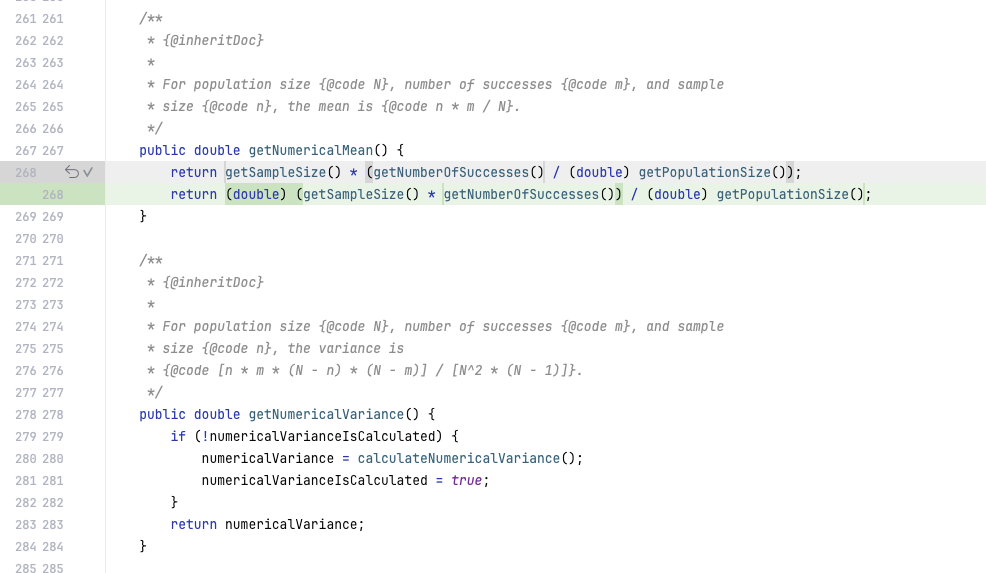 261 261 /**
262 262 * {@inheritDoc}
263 263 *
264 264 * For population size {@code N}, number of successes {@code m}, and sample
265 265 * size {@code n}, the mean is {@code n * m / N}.
266 266 */
267 267 public double getNumericalMean() {
268 return getSampleSize() * (getNumberOfSuccesses() / (double) getPopulationSize());
268 return (double) (getSampleSize() * getNumberOfSuccesses()) / (double) getPopulationSize();
269 269 }
270 270
271 271 /**
272 272 * {@inheritDoc}
273 273 *
274 274 * For population size {@code N}, number of successes {@code m}, and sample
275 275 * size {@code n}, the variance is
276 276 * {@code [n * m * (N - n) * (N - m)] / [N^2 * (N - 1)]}.
277 277 */
278 278 public double getNumericalVariance() {
279 279 if (!numericalVarianceIsCalculated) {
280 280 numericalVariance = calculateNumericalVariance();
281 281 numericalVarianceIsCalculated = true;
282 282 }
283 283 return numericalVariance;
284 284 }
285 285